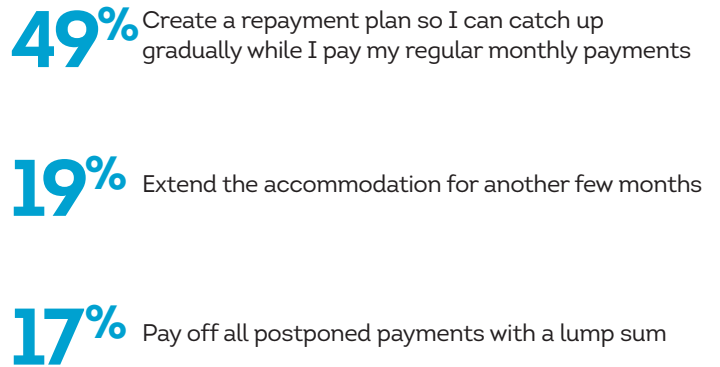 49% Create a repayment plan so I can catch up
gradually while I pay my regular monthly payments
19% Extend the accommodation for another few months
17% Pay off all postponed payments with a lump sum